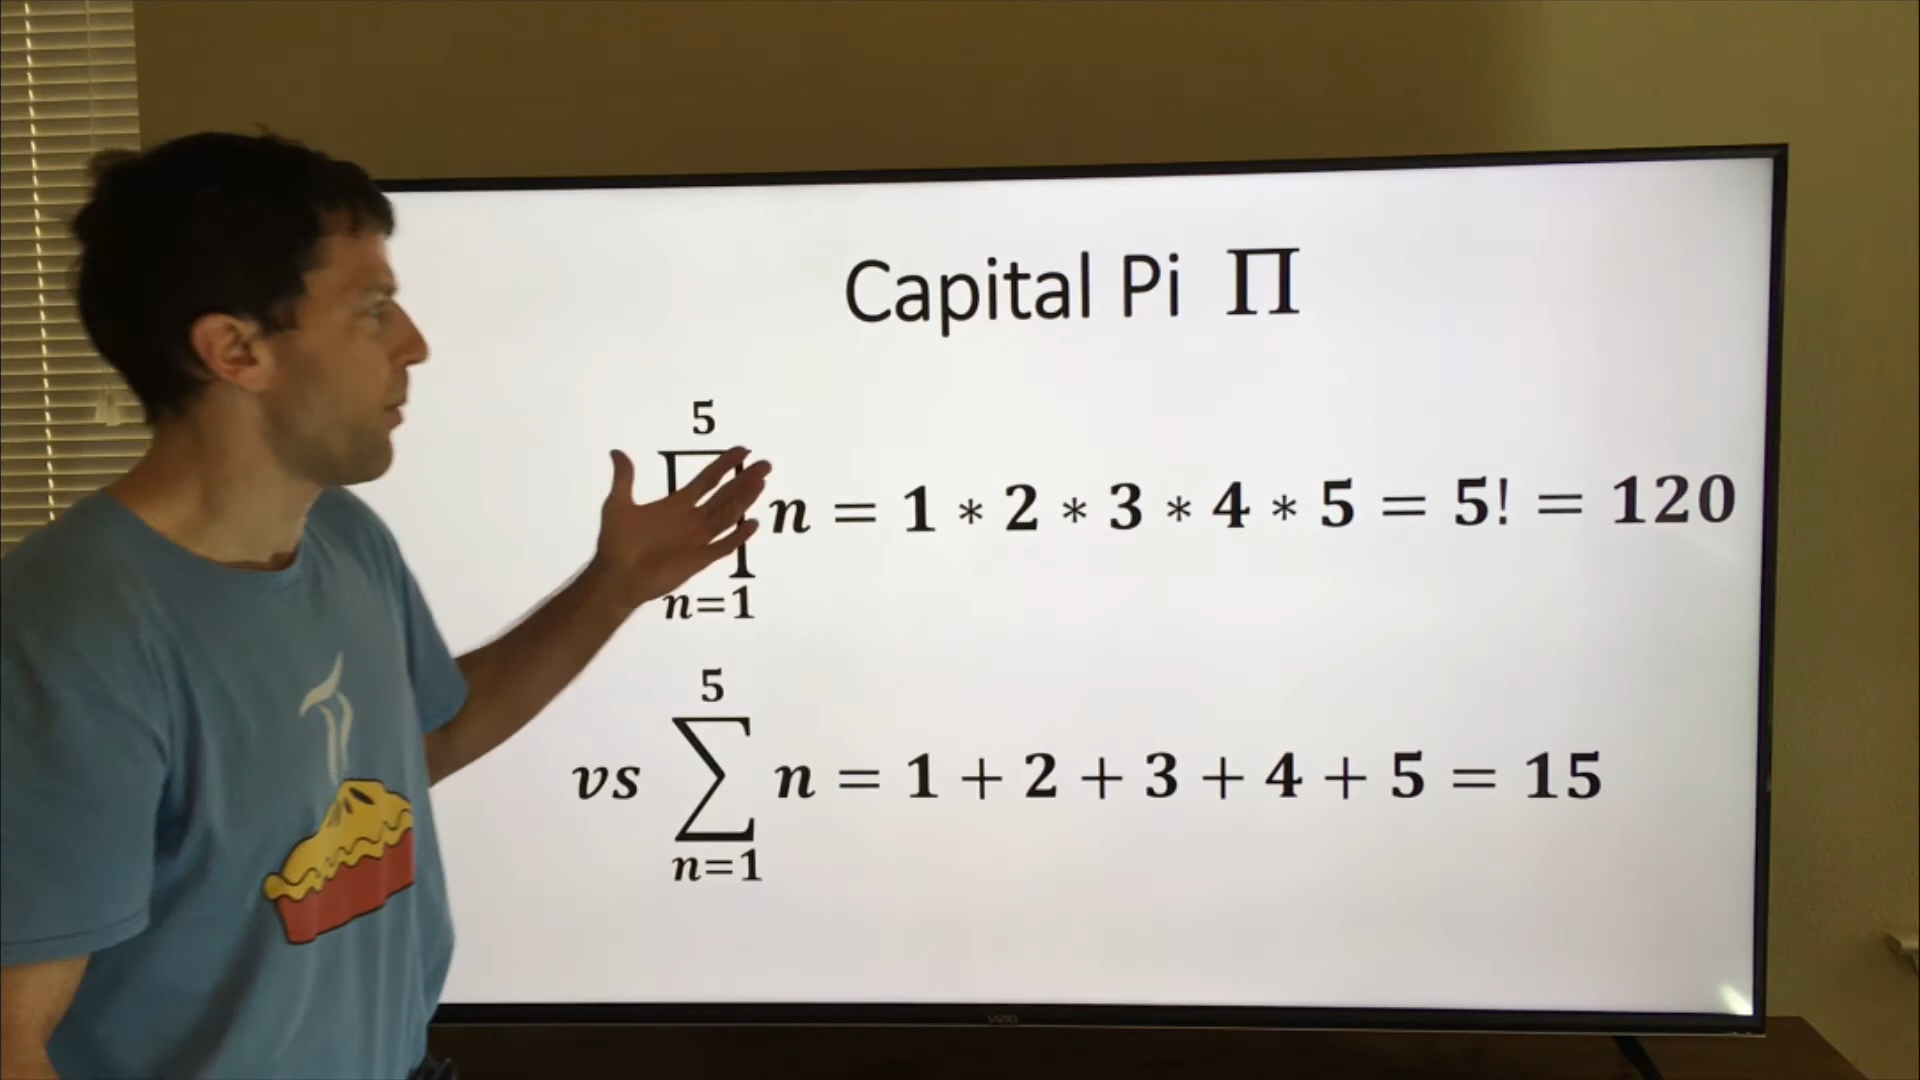 Capital Pi Π
5
∏ n = 1 * 2 * 3 * 4 * 5 = 5! = 120
n=1
5
vs ∑ n = 1 + 2 + 3 + 4 + 5 = 15
n=1
VIZIO